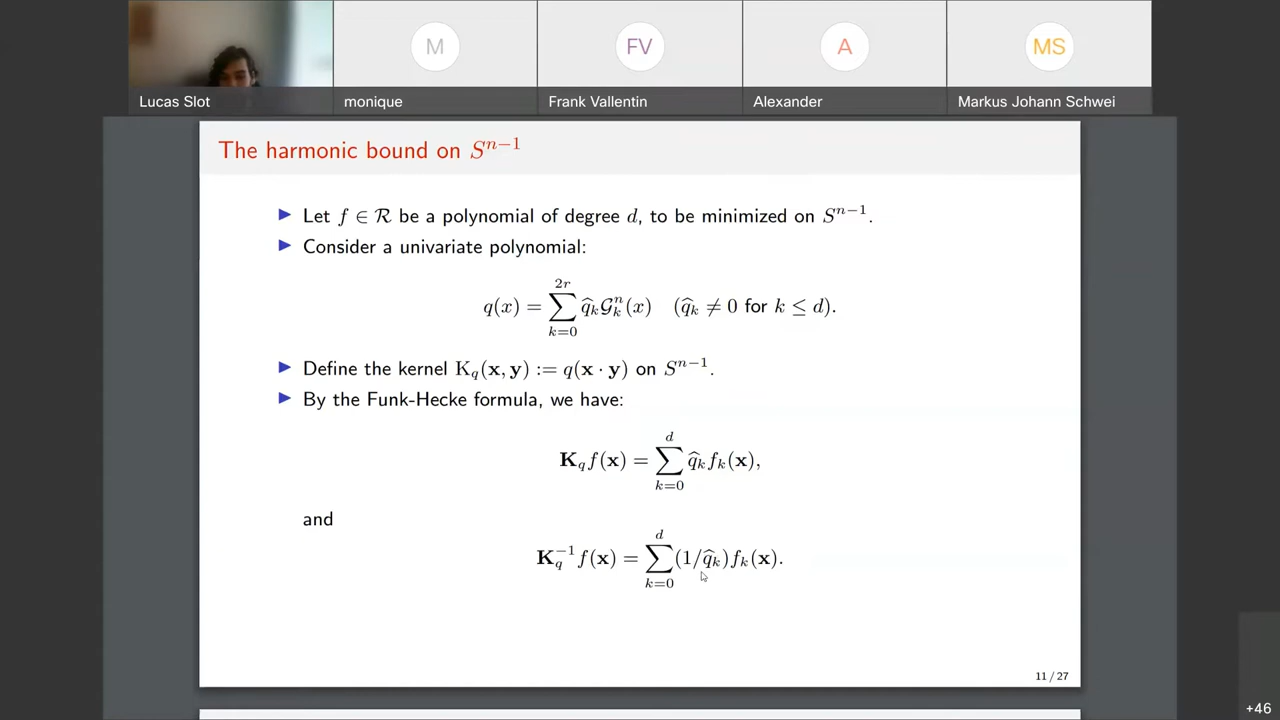 M
FV
A
MS
Lucas Slot
monique
Frank Vallentin
Alexander
Markus Johann Schwei
The harmonic bound on S^{n−1}
▶ Let f ∈ ℛ be a polynomial of degree d, to be minimized on S^{n−1}.
▶ Consider a univariate polynomial:
q(x) = ∑_{k=0}^{2r} q̂_k 𝒢_k^n(x) (q̂_k ≠ 0 for k ≤ d).
▶ Define the kernel K_q(x, y) := q(x · y) on S^{n−1}.
▶ By the Funk-Hecke formula, we have:
K_q f(x) = ∑_{k=0}^{d} q̂_k f_k(x),
and
K_q^{−1} f(x) = ∑_{k=0}^{d} (1/q̂_k) f_k(x).
11 / 27
+46